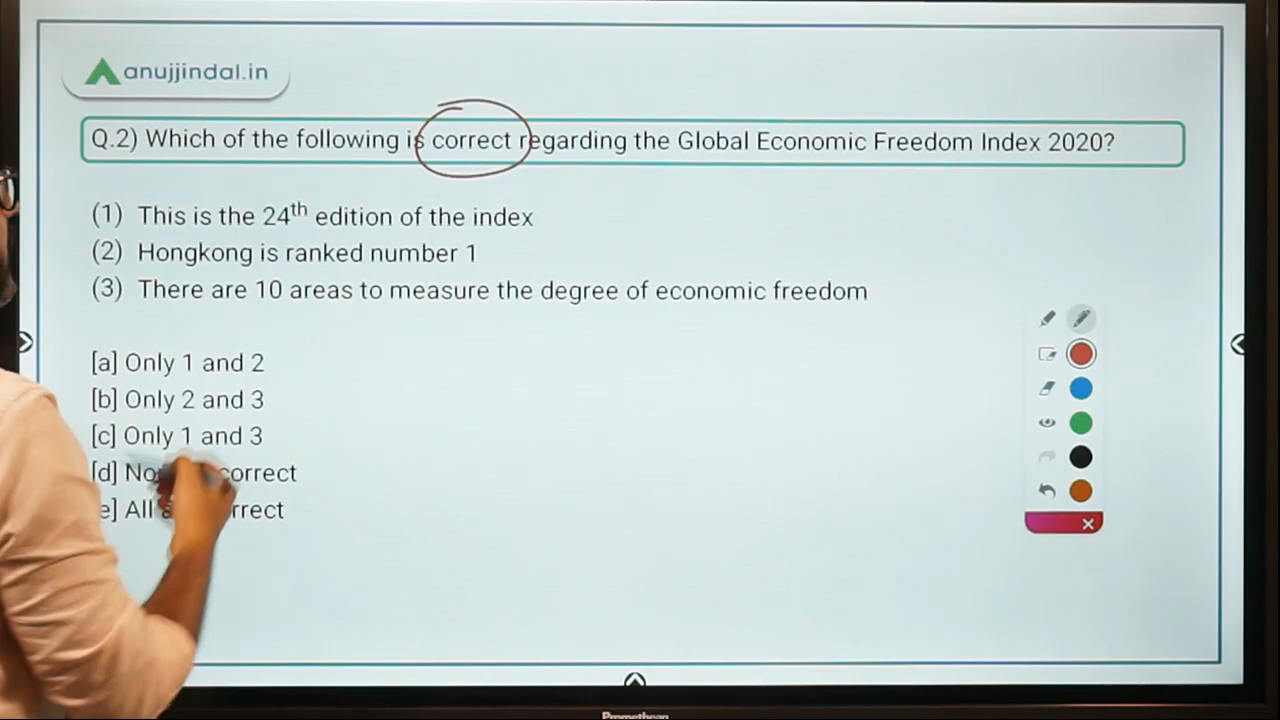 anujjindal.in
Q.2) Which of the following is correct regarding the Global Economic Freedom Index 2020?
(1) This is the 24th edition of the index
(2) Hongkong is ranked number 1
(3) There are 10 areas to measure the degree of economic freedom
[a] Only 1 and 2
[b] Only 2 and 3
[c] Only 1 and 3
[d] correct
e] All
Promethean